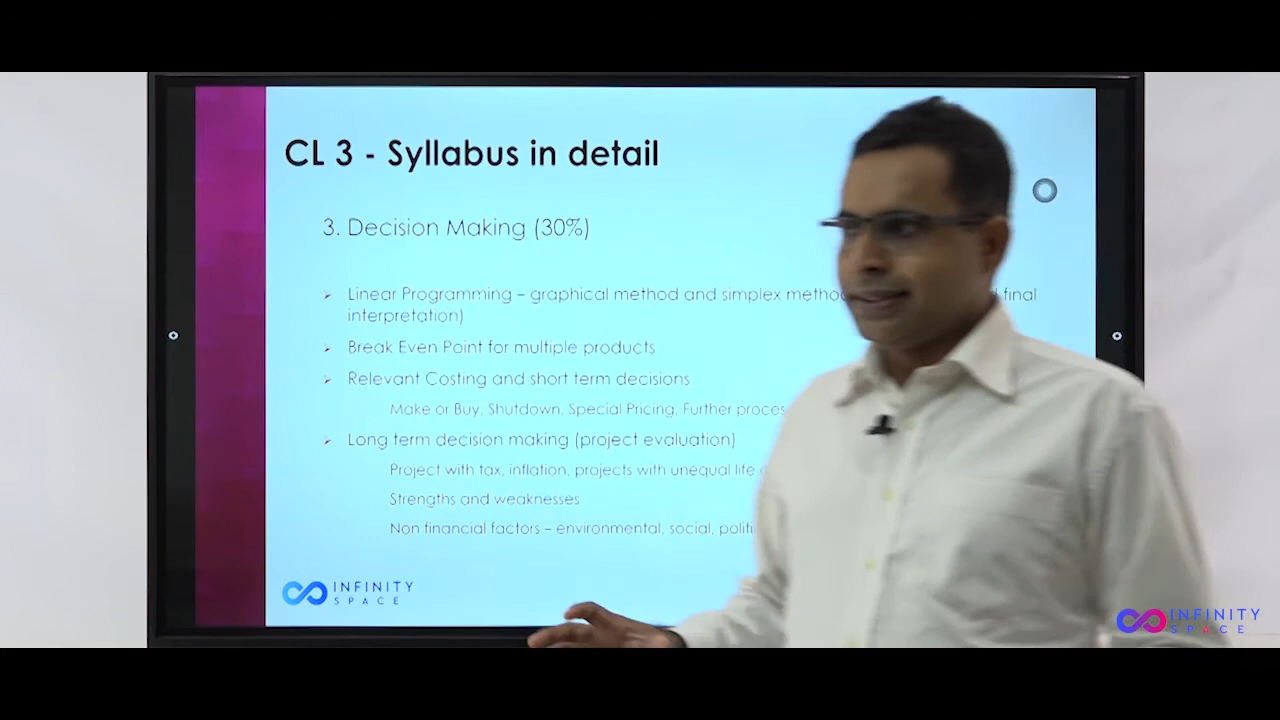 CL 3 - Syllabus in detail
3. Decision Making (30%)
Linear Programming – graphical method and simplex final
interpretation)
Break Even Point for multiple products
Relevant Costing and short term decisions
Make or Buy, Shutdown, Special Pricing, Further
Long term decision making (project evaluation)
Project with tax, inflation, projects with unequal life
Strengths and weaknesses
Non financial factors – environmental, social,
INFINITY
SPACE
INFINITY
SPACE